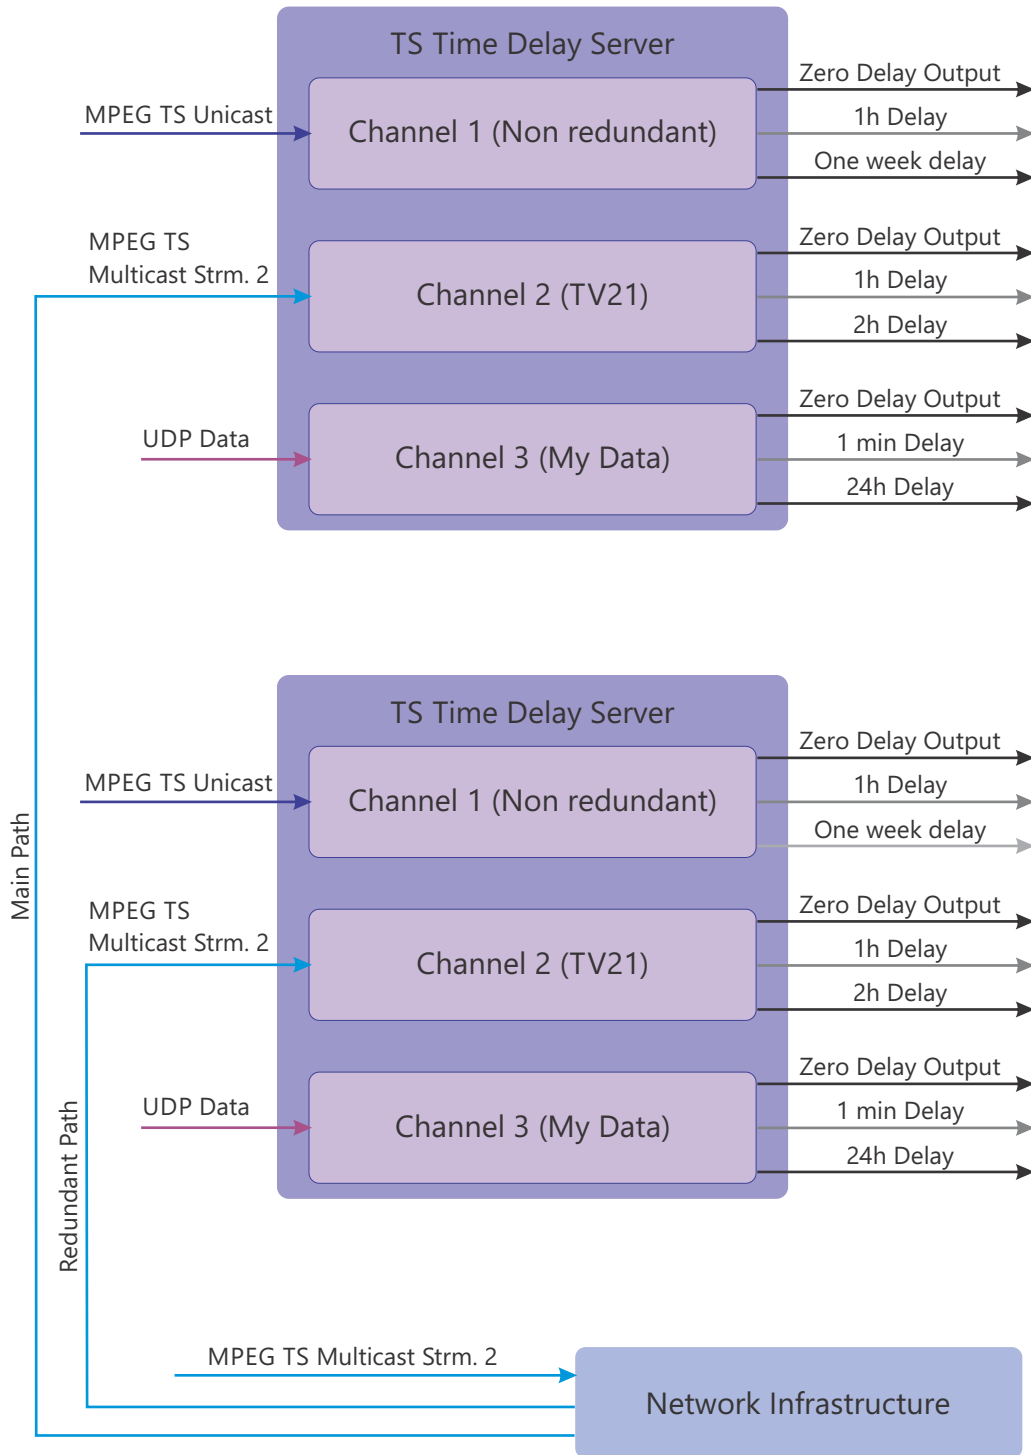 TS Time Delay Server
MPEG TS Unicast
Channel 1 (Non redundant)
Zero Delay Output
1h Delay
One week delay
MPEG TS
Multicast Strm. 2
Channel 2 (TV21)
Zero Delay Output
1h Delay
2h Delay
UDP Data
Channel 3 (My Data)
Zero Delay Output
1 min Delay
24h Delay
Main Path
TS Time Delay Server
MPEG TS Unicast
Channel 1 (Non redundant)
Zero Delay Output
1h Delay
One week delay
MPEG TS
Multicast Strm. 2
Channel 2 (TV21)
Zero Delay Output
1h Delay
2h Delay
UDP Data
Channel 3 (My Data)
Zero Delay Output
1 min Delay
24h Delay
Redundant Path
MPEG TS Multicast Strm. 2
Network Infrastructure